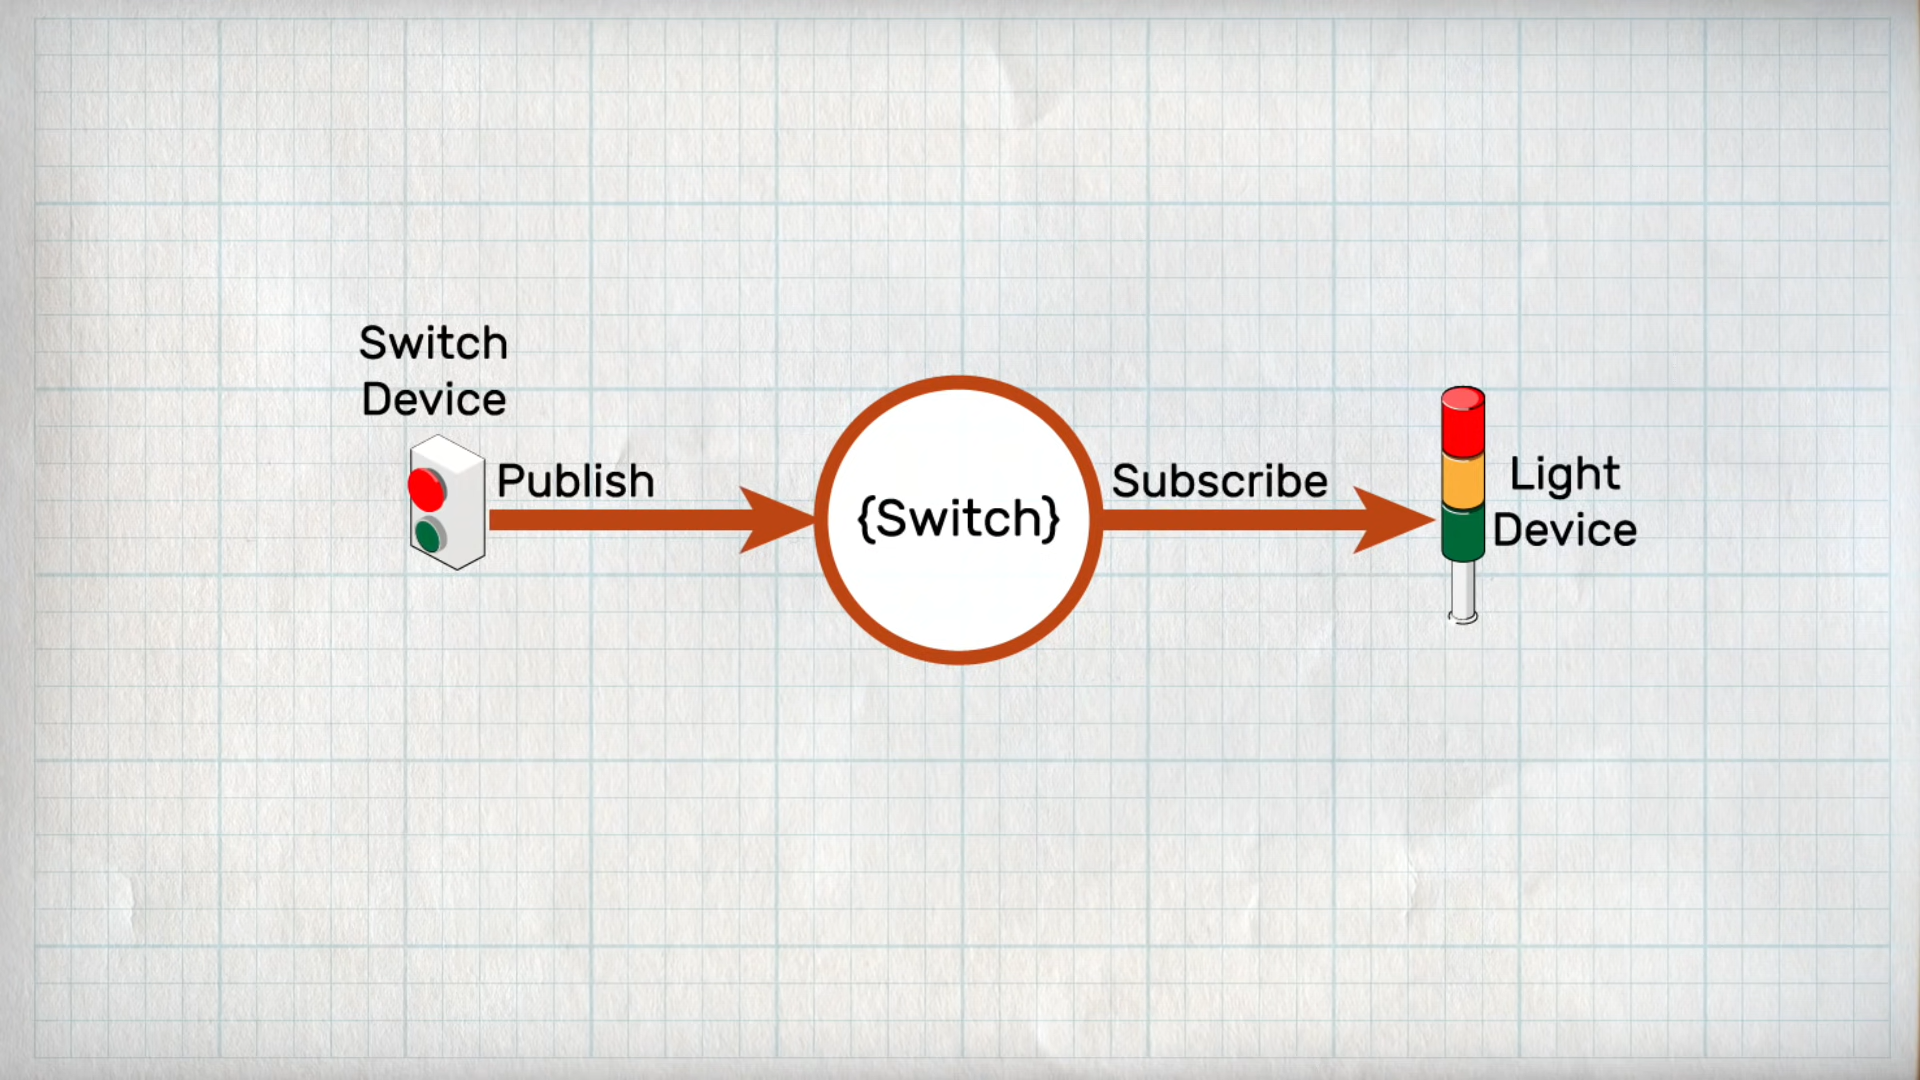 Switch
Device
Publish
{Switch}
Subscribe
Light
Device